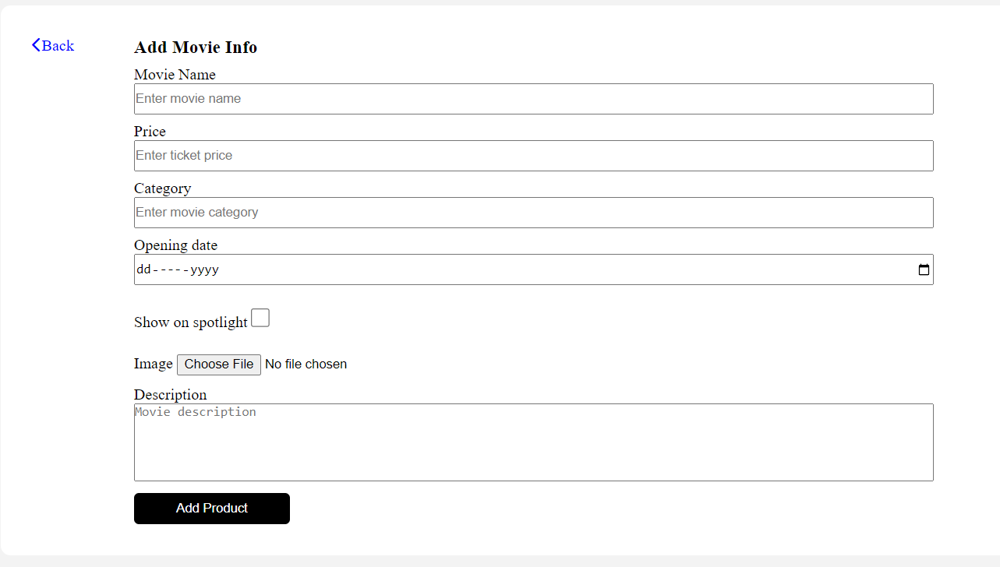 Back
Add Movie Info
Movie Name
Enter movie name
Price
Enter ticket price
Category
Enter movie category
Opening date
dd-----yyyy
Show on spotlight
Image Choose File No file chosen
Description
Movie description
Add Product